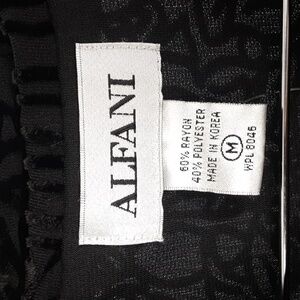 ALFANI
60% RAYON
40% POLYESTER
MADE IN KOREA
M
WPL 8046